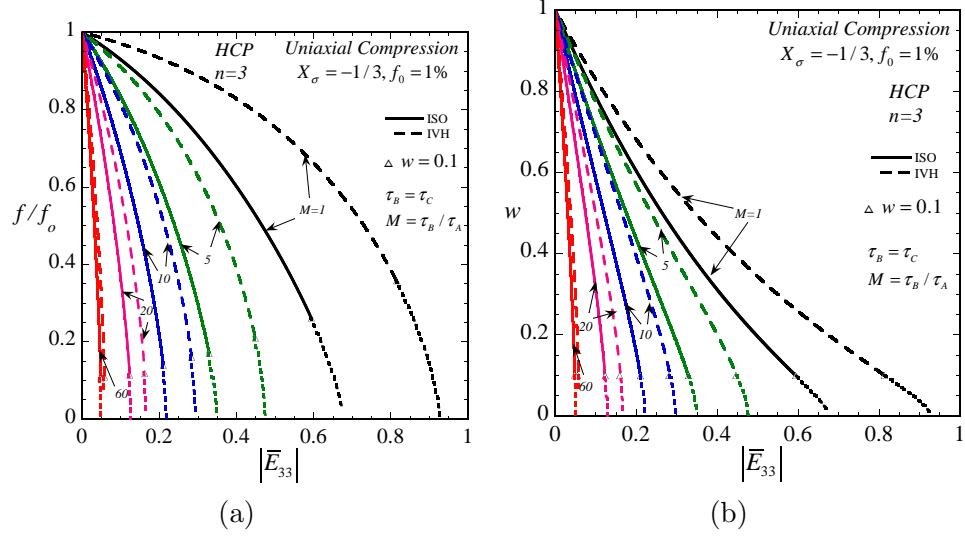 1
0.8
0.6
0.4
0.2
0
f/f_o
HCP
n=3
Uniaxial Compression
X_σ = −1/3, f_0 = 1%
ISO
IVH
△ w = 0.1
τ_B = τ_C
M = τ_B / τ_A
M=1
5
10
20
60
0 0.2 0.4 0.6 0.8 1
|E̅_33|
(a)
1
0.8
0.6
0.4
0.2
0
w
Uniaxial Compression
X_σ = −1/3, f_0 = 1%
HCP
n=3
ISO
IVH
△ w = 0.1
τ_B = τ_C
M = τ_B / τ_A
M=1
5
10
20
60
0 0.2 0.4 0.6 0.8 1
|E̅_33|
(b)